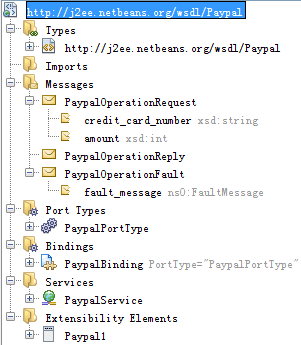 http://j2ee.netbeans.org/wsdl/Paypal
Types
http://j2ee.netbeans.org/wsdl/Paypal
Imports
Messages
PaypalOperationRequest
credit_card_number xsd:string
amount xsd:int
PaypalOperationReply
PaypalOperationFault
fault_message ns0:FaultMessage
Port Types
PaypalPortType
Bindings
PaypalBinding PortType="PaypalPortType"
Services
PaypalService
Extensibility Elements
Paypal1